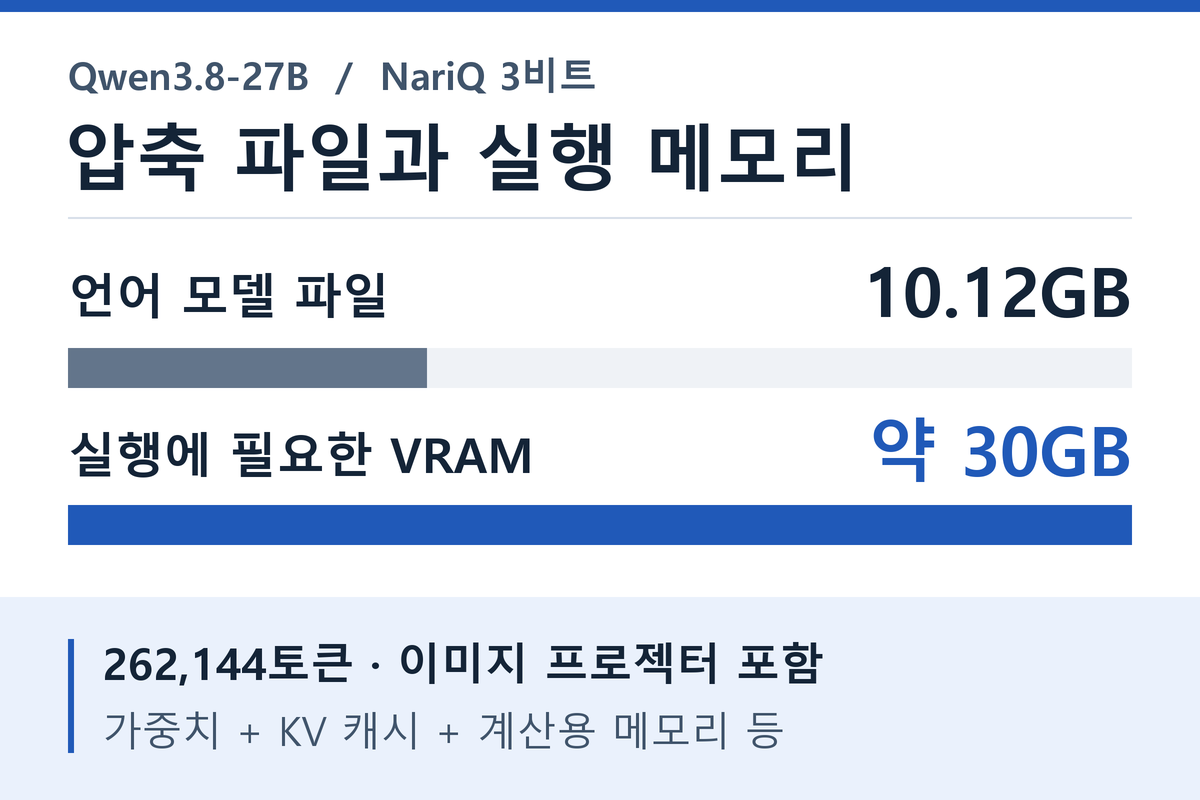 Qwen3.8-27B / NariQ 3비트
압축 파일과 실행 메모리
언어 모델 파일 10.12GB
실행에 필요한 VRAM 약 30GB
262,144토큰 · 이미지 프로젝터 포함
가중치 + KV 캐시 + 계산용 메모리 등